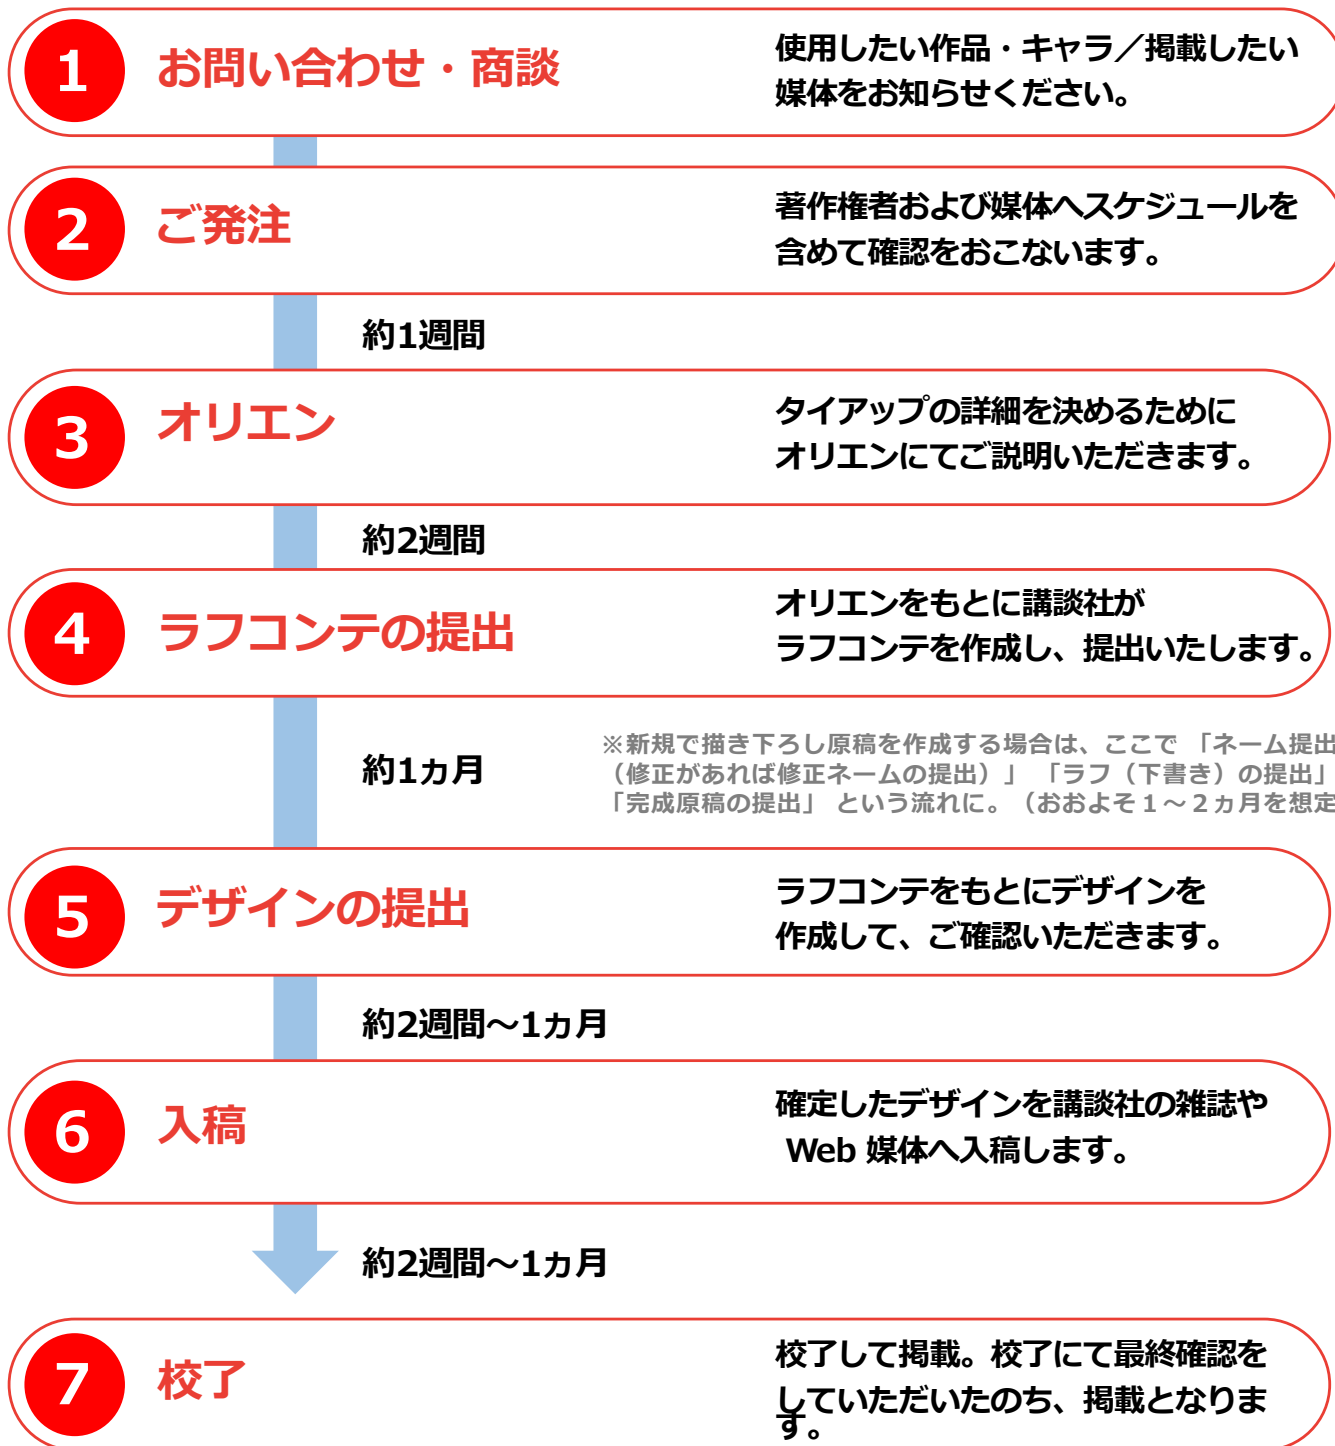 1
お問い合わせ・商談
使用したい作品・キャラ／掲載したい
媒体をお知らせください。
2
ご発注
著作権者および媒体へスケジュールを
含めて確認をおこないます。
約1週間
3
オリエン
タイアップの詳細を決めるために
オリエンにてご説明いただきます。
約2週間
4
ラフコンテの提出
オリエンをもとに講談社が
ラフコンテを作成し、提出いたします。
約1ヵ月
※新規で描き下ろし原稿を作成する場合は、ここで 「ネーム提出
（修正があれば修正ネームの提出）」 「ラフ（下書き）の提出」
「完成原稿の提出」 という流れに。（おおよそ１～２ヵ月を想定
5
デザインの提出
ラフコンテをもとにデザインを
作成して、ご確認いただきます。
約2週間～1ヵ月
6
入稿
確定したデザインを講談社の雑誌や
Web 媒体へ入稿します。
約2週間～1ヵ月
7
校了
校了して掲載。校了にて最終確認を
していただいたのち、掲載となりま
す。